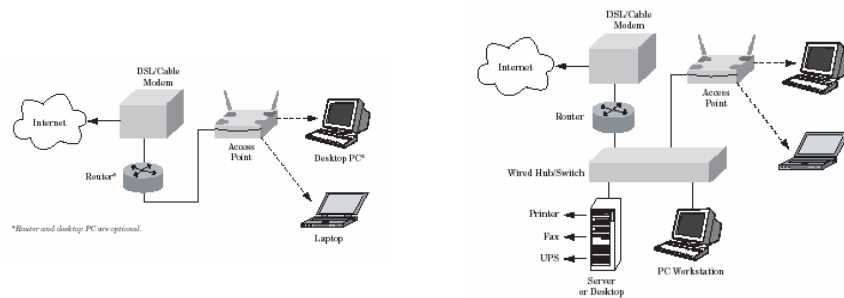 DSL/Cable
Modem
Internet
Access
Point
Router*
Desktop PC*
Laptop
*Router and desktop PC are optional.
DSL/Cable
Modem
Internet
Access
Point
Router
Wired Hub/Switch
Printer
Fax
UPS
Server
or Desktop
PC Workstation